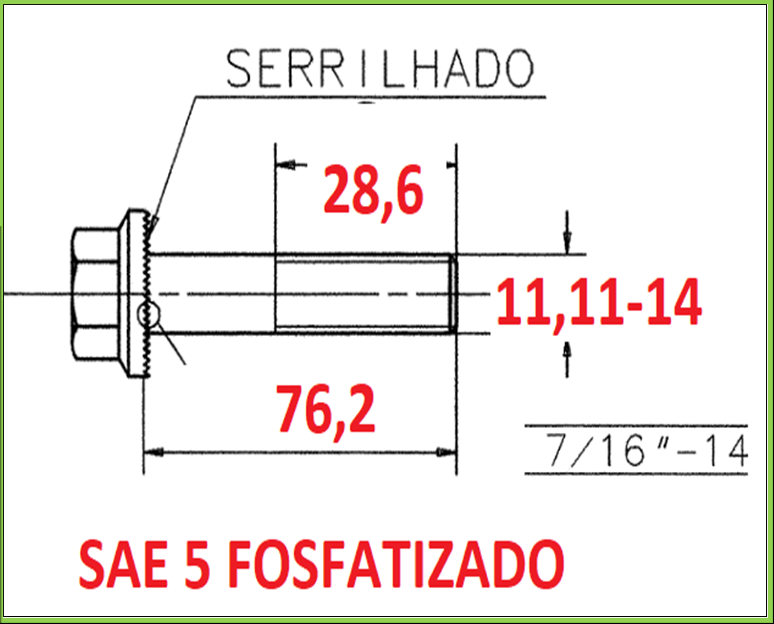 SERRILHADO
28,6
11,11-14
76,2
7/16"-14
SAE 5 FOSFATIZADO